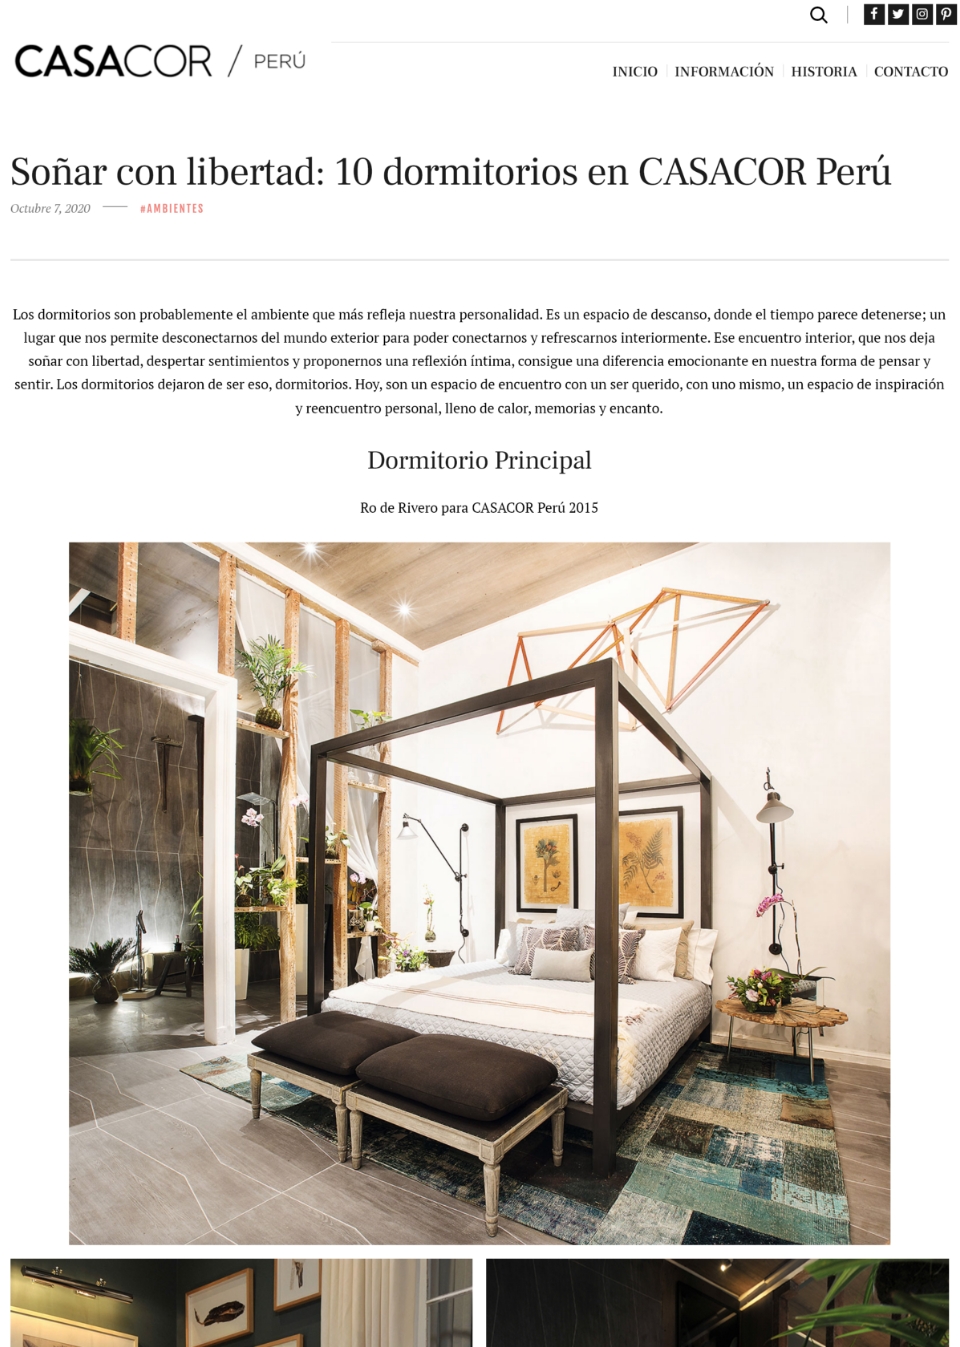 CASACOR / PERÚ
INICIO
INFORMACIÓN
HISTORIA
CONTACTO
Soñar con libertad: 10 dormitorios en CASACOR Perú
Octubre 7, 2020
#AMBIENTES
Los dormitorios son probablemente el ambiente que más refleja nuestra personalidad. Es un espacio de descanso, donde el tiempo parece detenerse; un
lugar que nos permite desconectarnos del mundo exterior para poder conectarnos y refrescarnos interiormente. Ese encuentro interior, que nos deja
soñar con libertad, despertar sentimientos y proponernos una reflexión íntima, consigue una diferencia emocionante en nuestra forma de pensar y
sentir. Los dormitorios dejaron de ser eso, dormitorios. Hoy, son un espacio de encuentro con un ser querido, con uno mismo, un espacio de inspiración
y reencuentro personal, lleno de calor, memorias y encanto.
Dormitorio Principal
Ro de Rivero para CASACOR Perú 2015